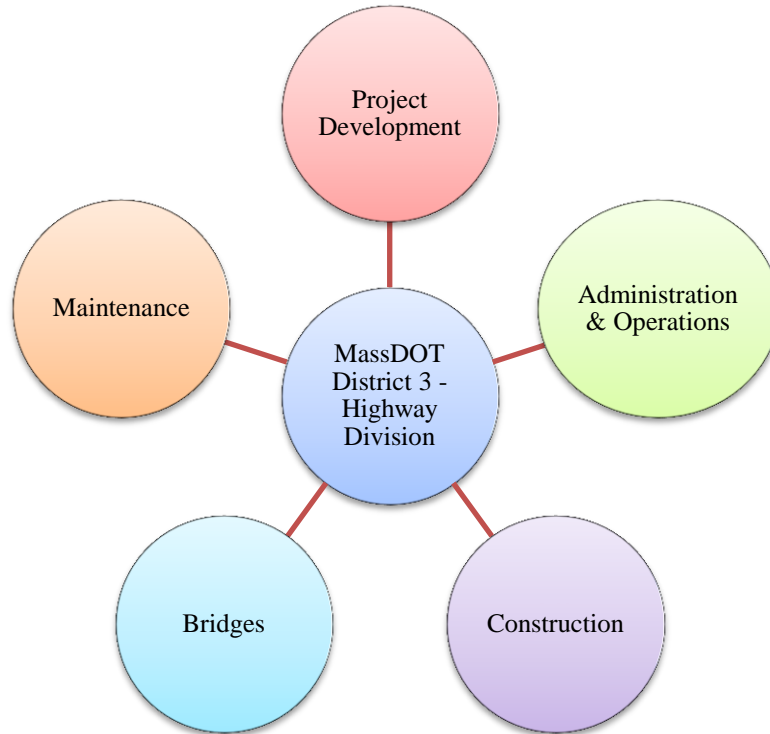 Project
Development
Maintenance
Administration
& Operations
MassDOT
District 3 -
Highway
Division
Bridges
Construction